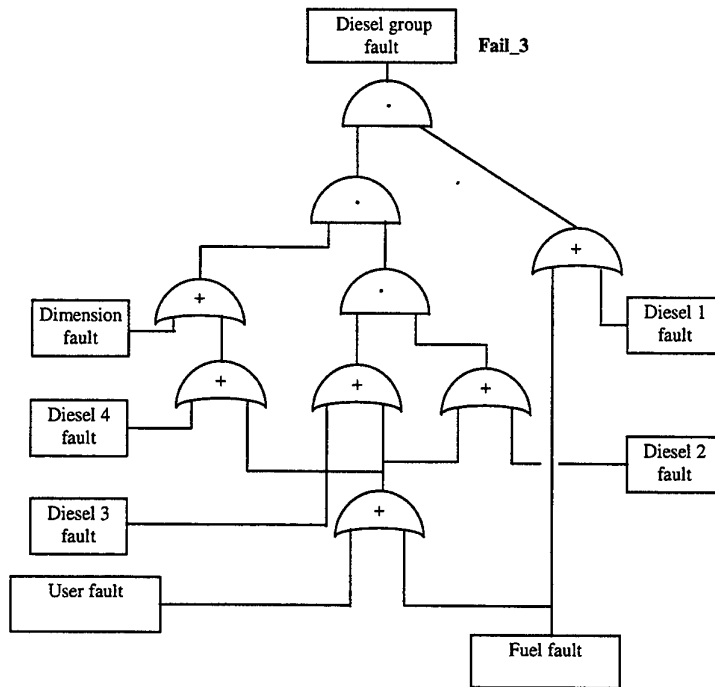 Diesel group
fault
Fail_3
·
·
+
+
·
Dimension
fault
Diesel 1
fault
+
+
+
Diesel 4
fault
Diesel 2
fault
Diesel 3
fault
+
User fault
Fuel fault